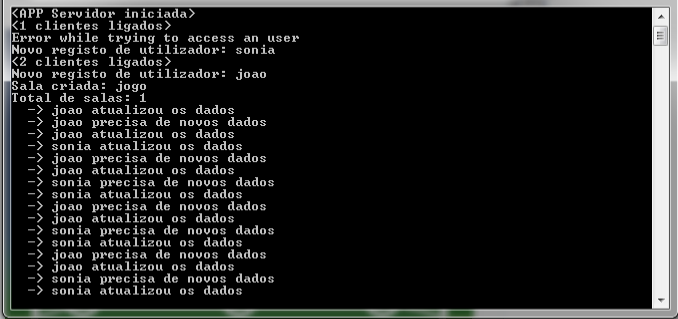 <APP Servidor iniciada>
<1 clientes ligados>
Error while trying to access an user
Novo registo de utilizador: sonia
<2 clientes ligados>
Novo registo de utilizador: joao
Sala criada: jogo
Total de salas: 1
-> joao atualizou os dados
-> joao precisa de novos dados
-> joao atualizou os dados
-> sonia atualizou os dados
-> joao precisa de novos dados
-> joao atualizou os dados
-> sonia precisa de novos dados
-> sonia atualizou os dados
-> joao precisa de novos dados
-> joao atualizou os dados
-> sonia precisa de novos dados
-> sonia atualizou os dados
-> joao precisa de novos dados
-> joao atualizou os dados
-> sonia precisa de novos dados
-> sonia atualizou os dados